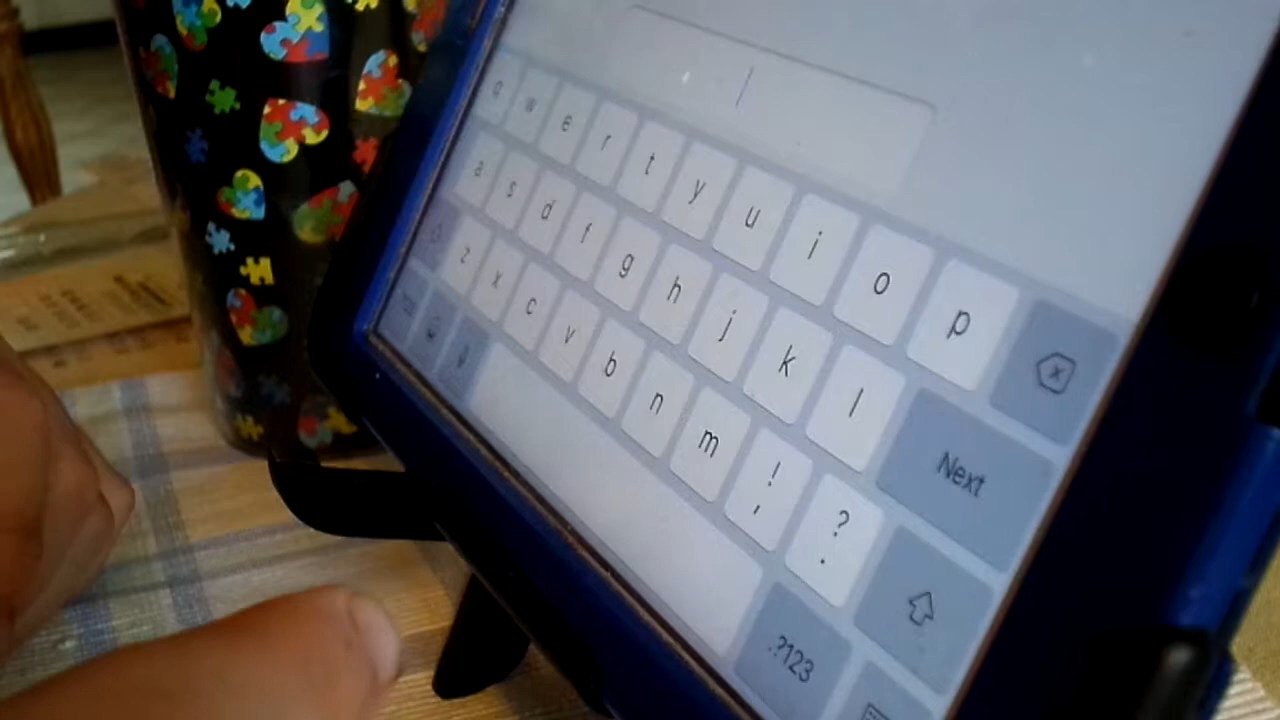 q w e r t y u i o p
a s d f g h j k l Next
z x c v b n m ! , ? .
.?123